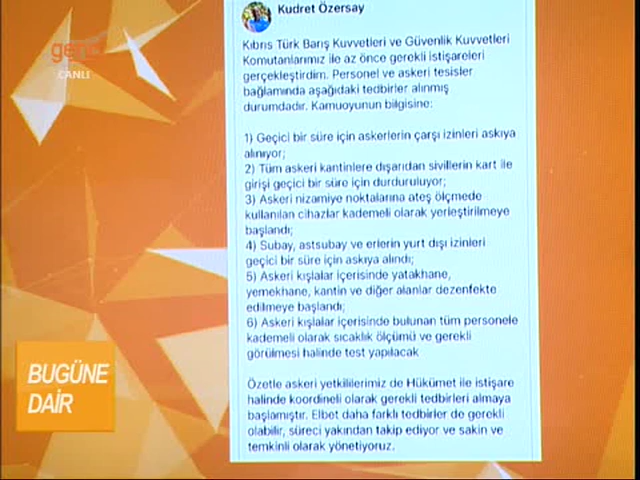 Kudret Özersay
genç
CANLI
Kıbrıs Türk Barış Kuvvetleri ve Güvenlik Kuvvetleri
Komutanlarımız ile az önce gerekli istişareleri
gerçekleştirdim. Personel ve askeri tesisler
bağlamında aşağıdaki tedbirler alınmış
durumdadır. Kamuoyunun bilgisine:
1) Geçici bir süre için askerlerin çarşı izinleri askıya
alınıyor;
2) Tüm askeri kantinlere dışarıdan sivillerin kart ile
girişi geçici bir süre için durduruluyor;
3) Askeri nizamiye noktalarına ateş ölçmede
kullanılan cihazlar kademeli olarak yerleştirilmeye
başlandı;
4) Subay, astsubay ve erlerin yurt dışı izinleri
geçici bir süre için askıya alındı;
5) Askeri kışlalar içerisinde yatakhane,
yemekhane, kantin ve diğer alanlar dezenfekte
edilmeye başlandı;
6) Askeri kışlalar içerisinde bulunan tüm personele
kademeli olarak sıcaklık ölçümü ve gerekli
görülmesi halinde test yapılacak
Özetle askeri yetkililerimiz de Hükümet ile istişare
halinde koordineli olarak gerekli tedbirleri almaya
başlamıştır. Elbet daha farklı tedbirler de gerekli
olabilir, süreci yakından takip ediyor ve sakin ve
temkinli olarak yönetiyoruz.
BUGÜNE
DAİR